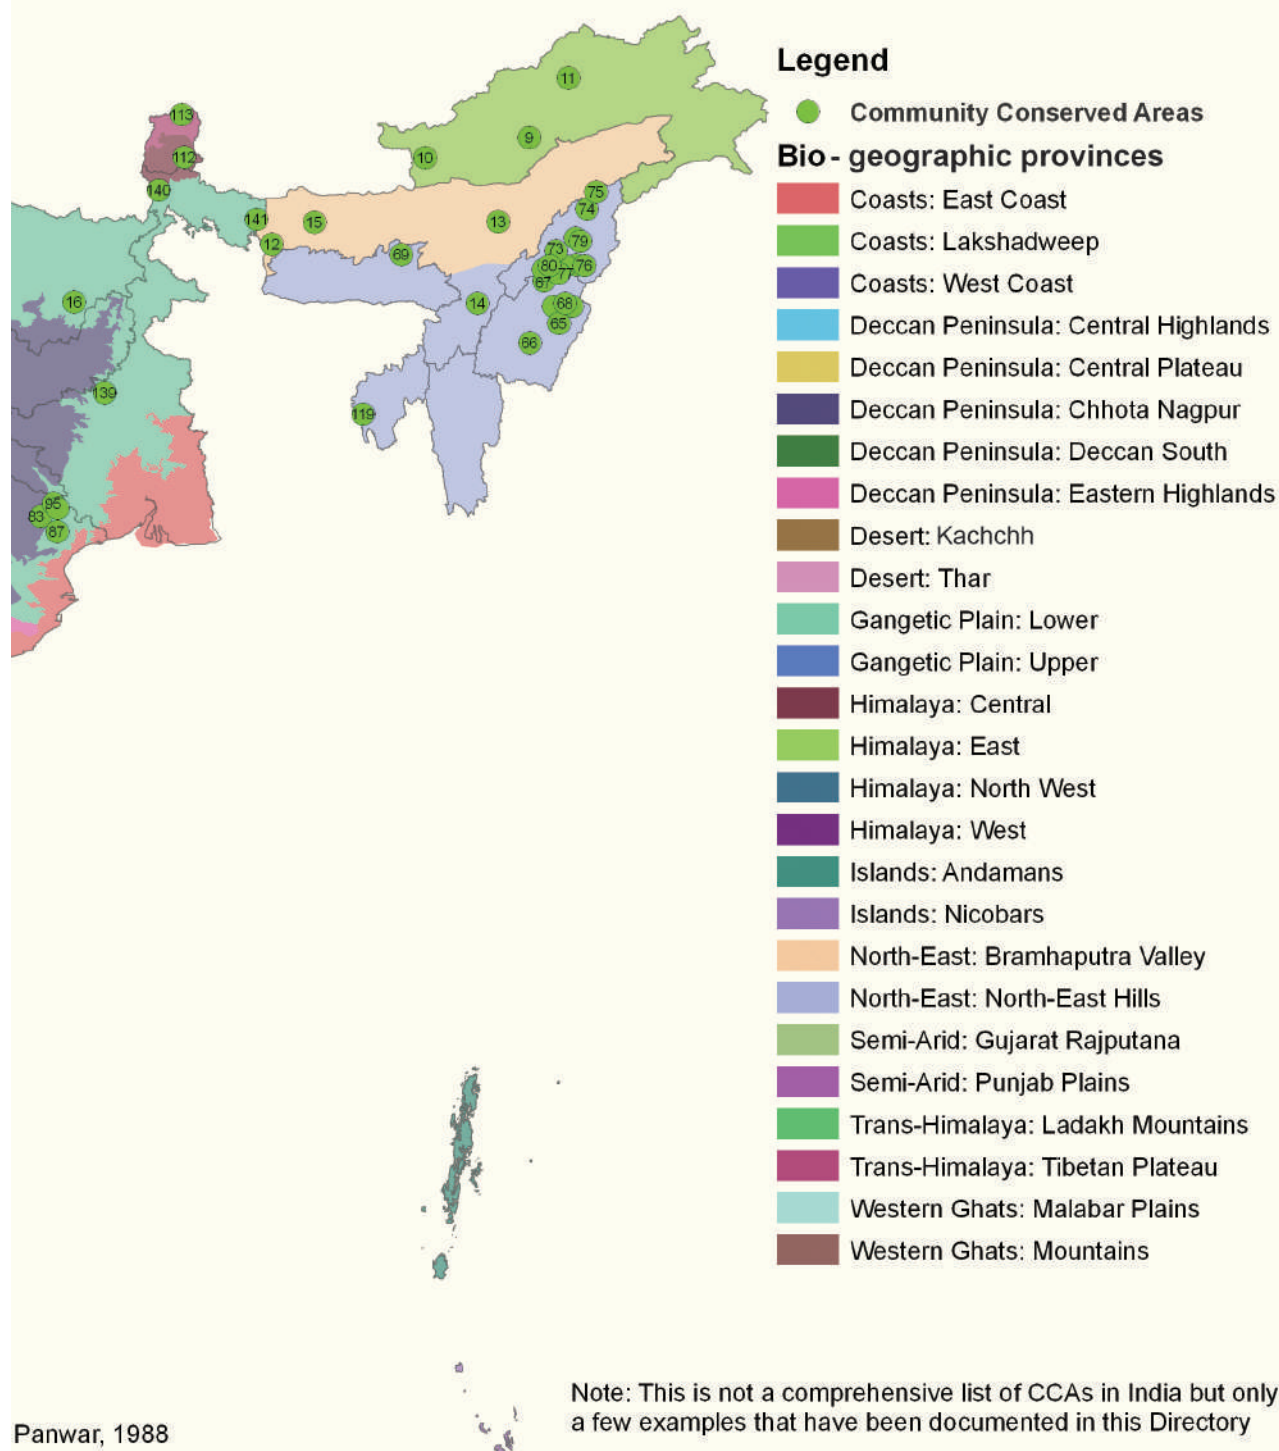 Legend
Community Conserved Areas
Bio - geographic provinces
Coasts: East Coast
Coasts: Lakshadweep
Coasts: West Coast
Deccan Peninsula: Central Highlands
Deccan Peninsula: Central Plateau
Deccan Peninsula: Chhota Nagpur
Deccan Peninsula: Deccan South
Deccan Peninsula: Eastern Highlands
Desert: Kachchh
Desert: Thar
Gangetic Plain: Lower
Gangetic Plain: Upper
Himalaya: Central
Himalaya: East
Himalaya: North West
Himalaya: West
Islands: Andamans
Islands: Nicobars
North-East: Bramhaputra Valley
North-East: North-East Hills
Semi-Arid: Gujarat Rajputana
Semi-Arid: Punjab Plains
Trans-Himalaya: Ladakh Mountains
Trans-Himalaya: Tibetan Plateau
Western Ghats: Malabar Plains
Western Ghats: Mountains
11
113
9
10
112
140
75
74
141
15
13
12
79
73
69
80
76
77
67
16
14
68
65
66
139
119
95
83
87
Note: This is not a comprehensive list of CCAs in India but only
a few examples that have been documented in this Directory
Panwar, 1988